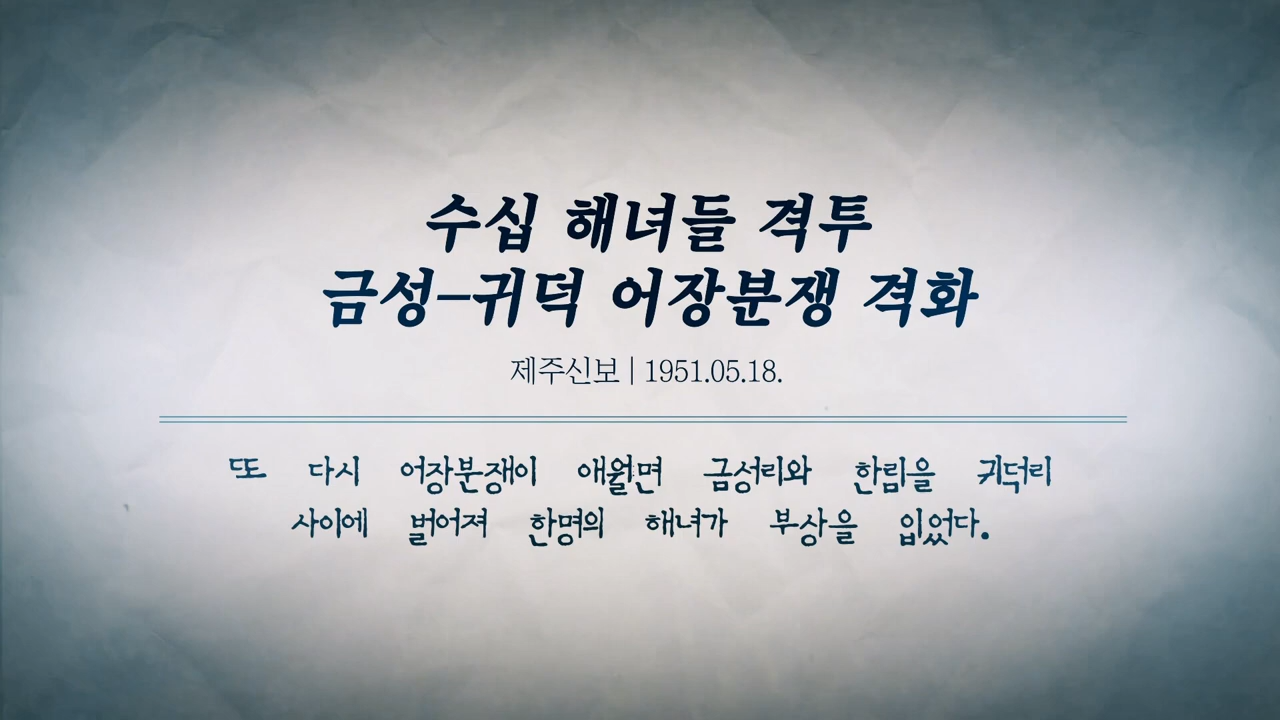 수십 해녀들 격투
금성-귀덕 어장분쟁 격화
제주신보 | 1951.05.18.
또 다시 어장분쟁이 애월면 금성리와 한림읍 귀덕리
사이에 벌어져 한명의 해녀가 부상을 입었다.